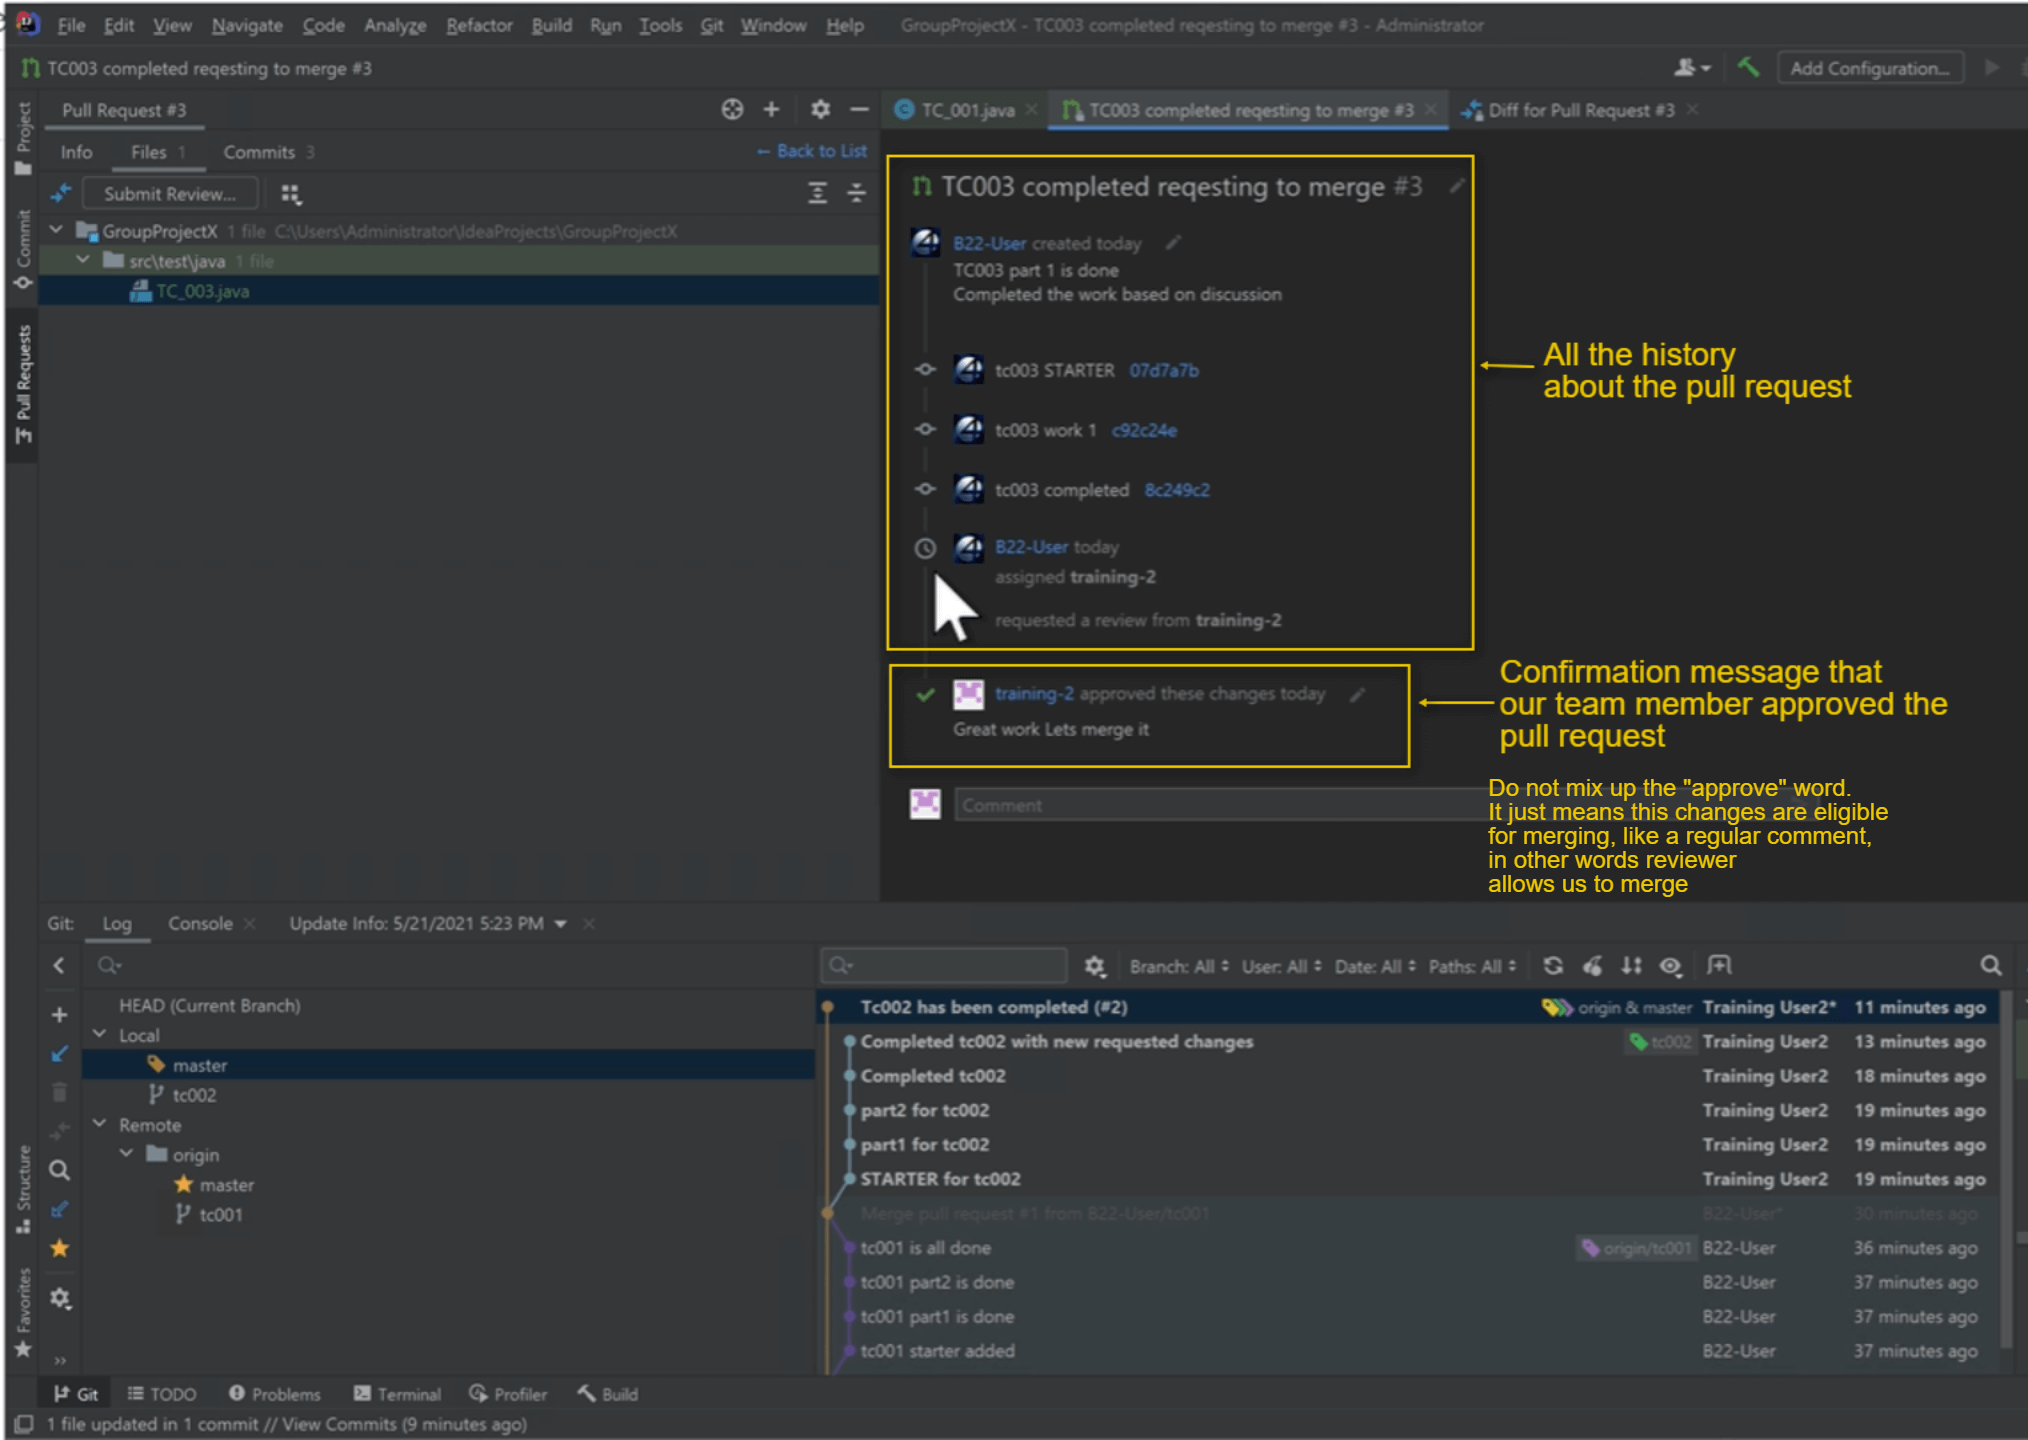 File Edit View Navigate Code Analyze Refactor Build Run Tools Git Window Help GroupProjectX - TC003 completed reqesting to merge #3 - Administrator
TC003 completed reqesting to merge #3
Add Configuration...
Project
Commit
Pull Requests
Structure
Favorites
Pull Request #3
Info Files 1 Commits 3 ← Back to List
Submit Review...
GroupProjectX 1 file C:\Users\Administrator\IdeaProjects\GroupProjectX
src\test\java 1 file
TC_003.java
TC_001.java TC003 completed reqesting to merge #3 Diff for Pull Request #3
TC003 completed reqesting to merge #3
B22-User created today
TC003 part 1 is done
Completed the work based on discussion
tc003 STARTER 07d7a7b
tc003 work 1 c92c24e
tc003 completed 8c249c2
B22-User today
assigned training-2
requested a review from training-2
training-2 approved these changes today
Great work Lets merge it
Comment
All the history
about the pull request
Confirmation message that
our team member approved the
pull request
Do not mix up the "approve" word.
It just means this changes are eligible
for merging, like a regular comment,
in other words reviewer
allows us to merge
Git: Log Console Update Info: 5/21/2021 5:23 PM
HEAD (Current Branch)
Local
master
tc002
Remote
origin
master
tc001
Branch: All User: All Date: All Paths: All
Tc002 has been completed (#2) origin & master Training User2* 11 minutes ago
Completed tc002 with new requested changes tc002 Training User2 13 minutes ago
Completed tc002 Training User2 18 minutes ago
part2 for tc002 Training User2 19 minutes ago
part1 for tc002 Training User2 19 minutes ago
STARTER for tc002 Training User2 19 minutes ago
Merge pull request #1 from B22-User/tc001 B22-User* 30 minutes ago
tc001 is all done origin/tc001 B22-User 36 minutes ago
tc001 part2 is done B22-User 37 minutes ago
tc001 part1 is done B22-User 37 minutes ago
tc001 starter added B22-User 37 minutes ago
Git TODO Problems Terminal Profiler Build
1 file updated in 1 commit // View Commits (9 minutes ago)